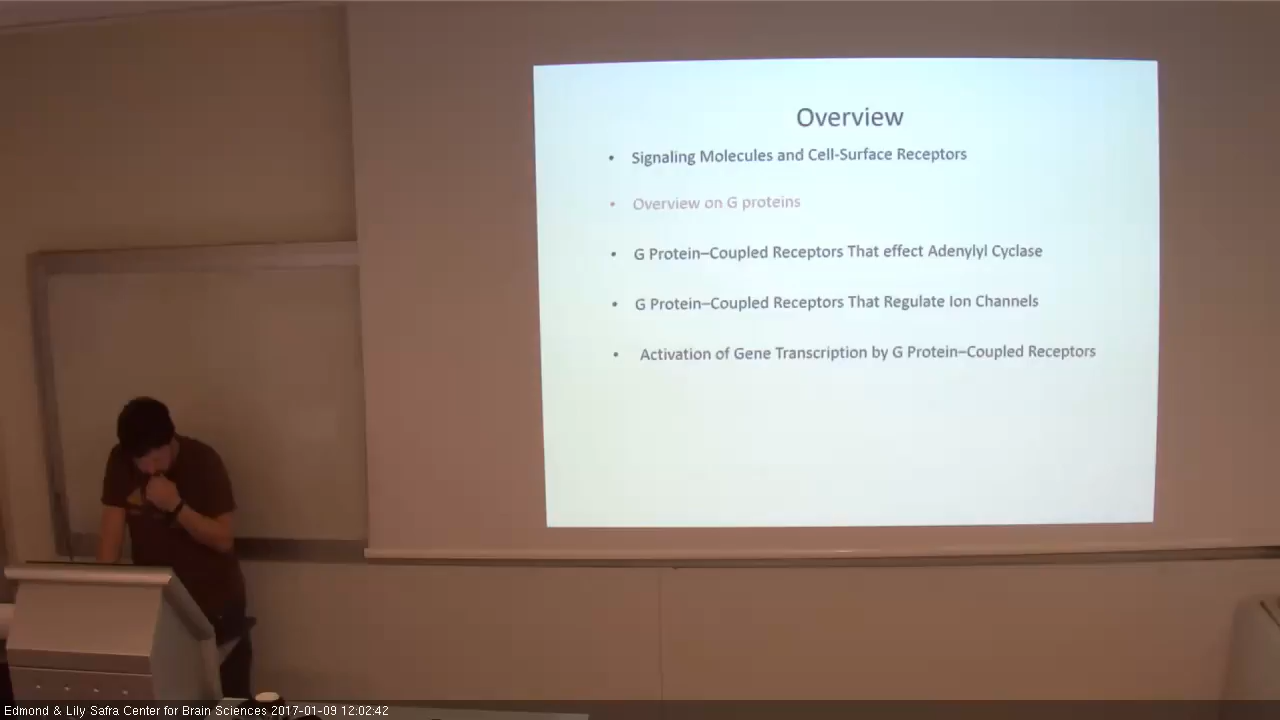 Overview
• Signaling Molecules and Cell-Surface Receptors
• Overview on G proteins
• G Protein–Coupled Receptors That effect Adenylyl Cyclase
• G Protein–Coupled Receptors That Regulate Ion Channels
• Activation of Gene Transcription by G Protein–Coupled Receptors
Edmond & Lily Safra Center for Brain Sciences 2017-01-09 12:02:42